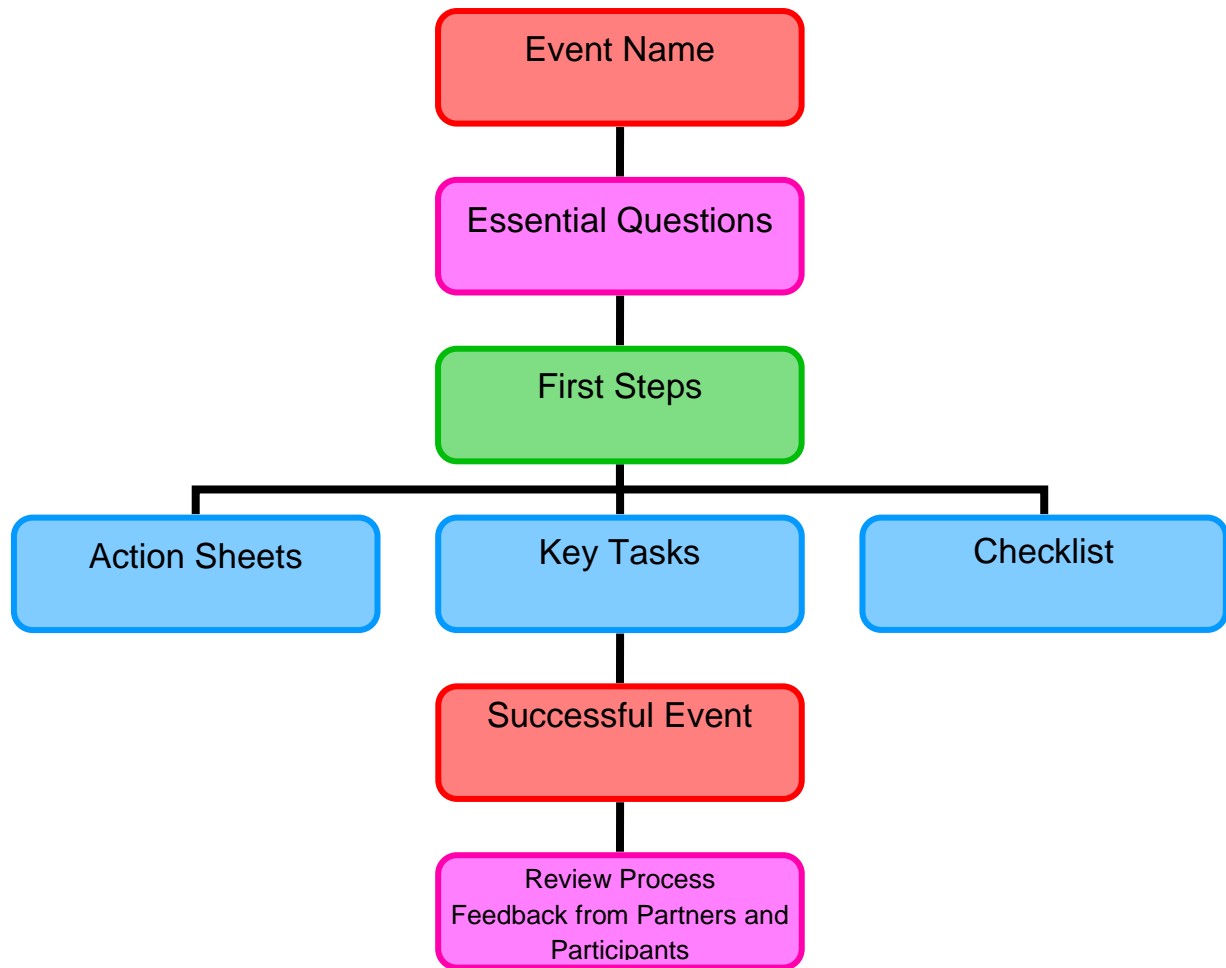 Event Name
Essential Questions
First Steps
Action Sheets
Key Tasks
Checklist
Successful Event
Review Process
Feedback from Partners and
Participants